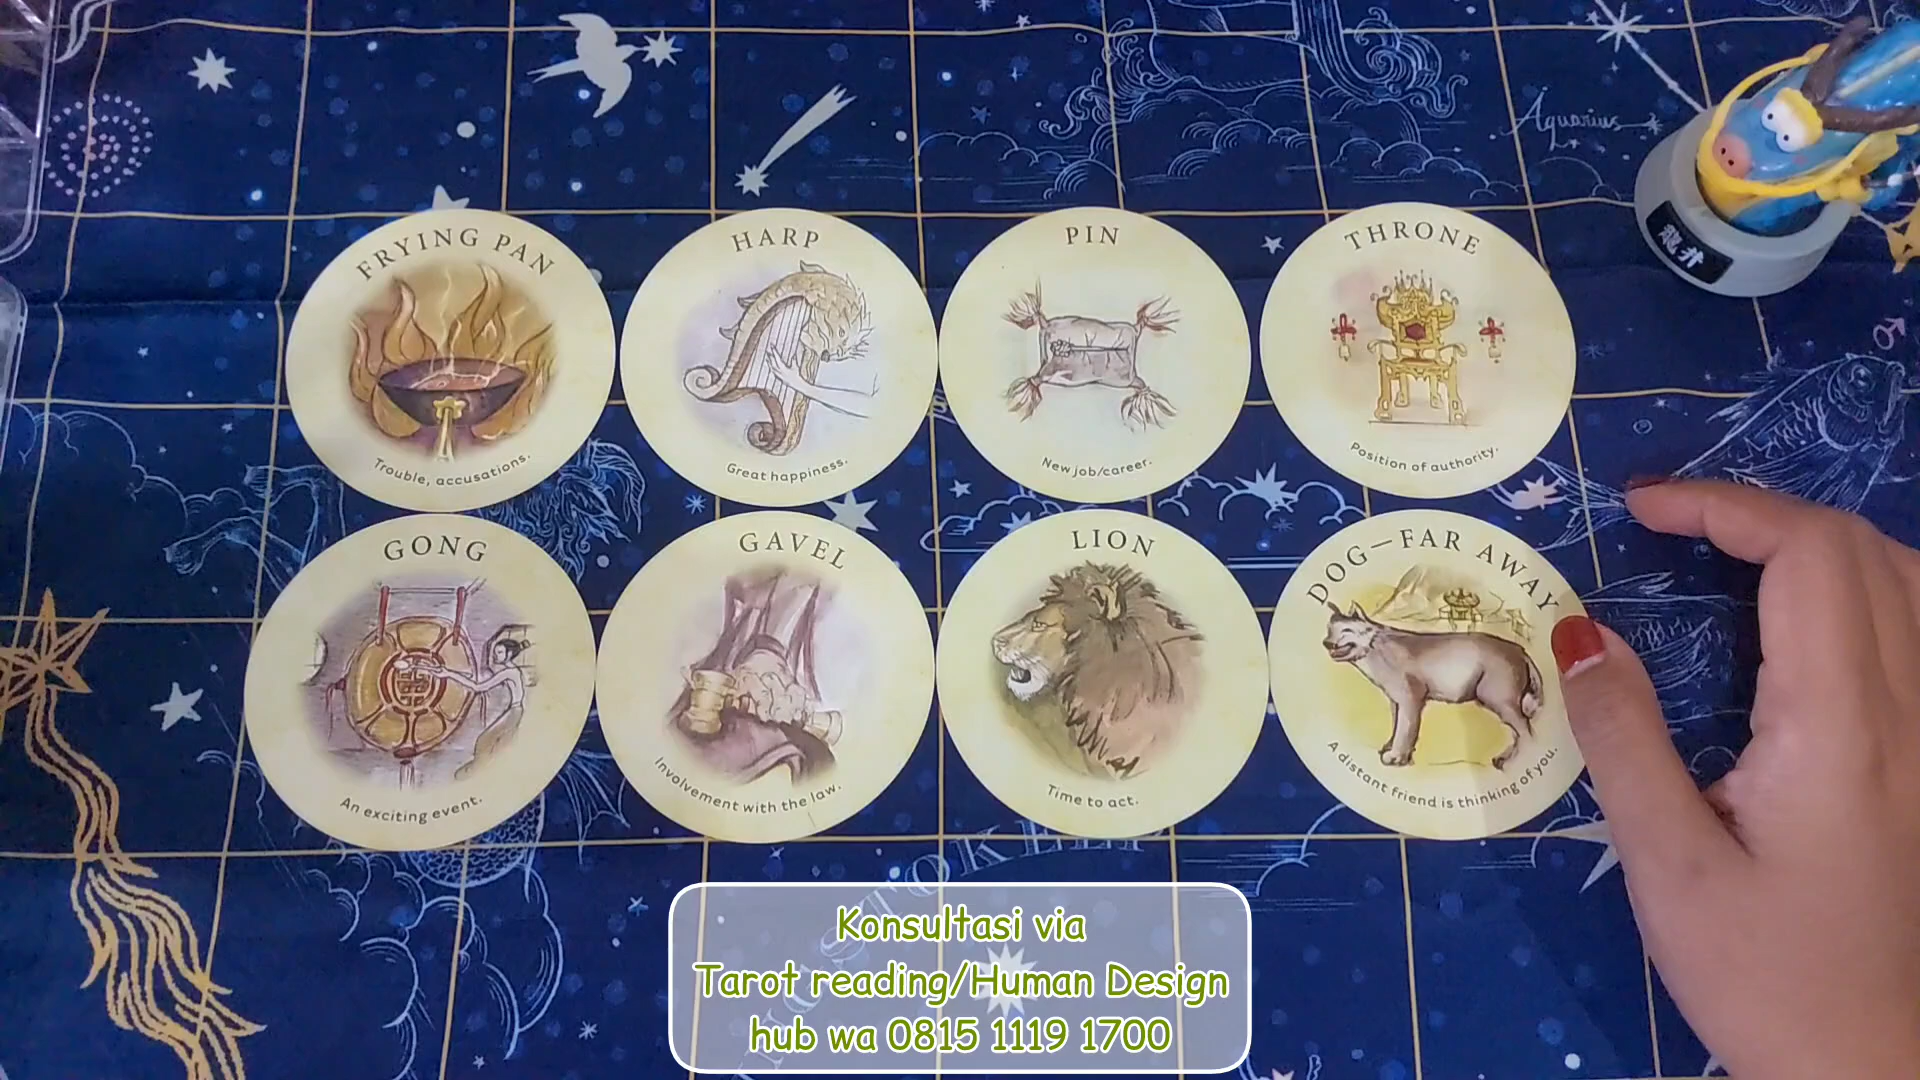 Aquarius
龍井
FRYING PAN
Trouble, accusations.
HARP
Great happiness.
PIN
New job/career.
THRONE
Position of authority.
GONG
An exciting event.
GAVEL
Involvement with the law.
LION
Time to act.
DOG—FAR AWAY
A distant friend is thinking of you.
Konsultasi via
Tarot reading/Human Design
hub wa 0815 1119 1700